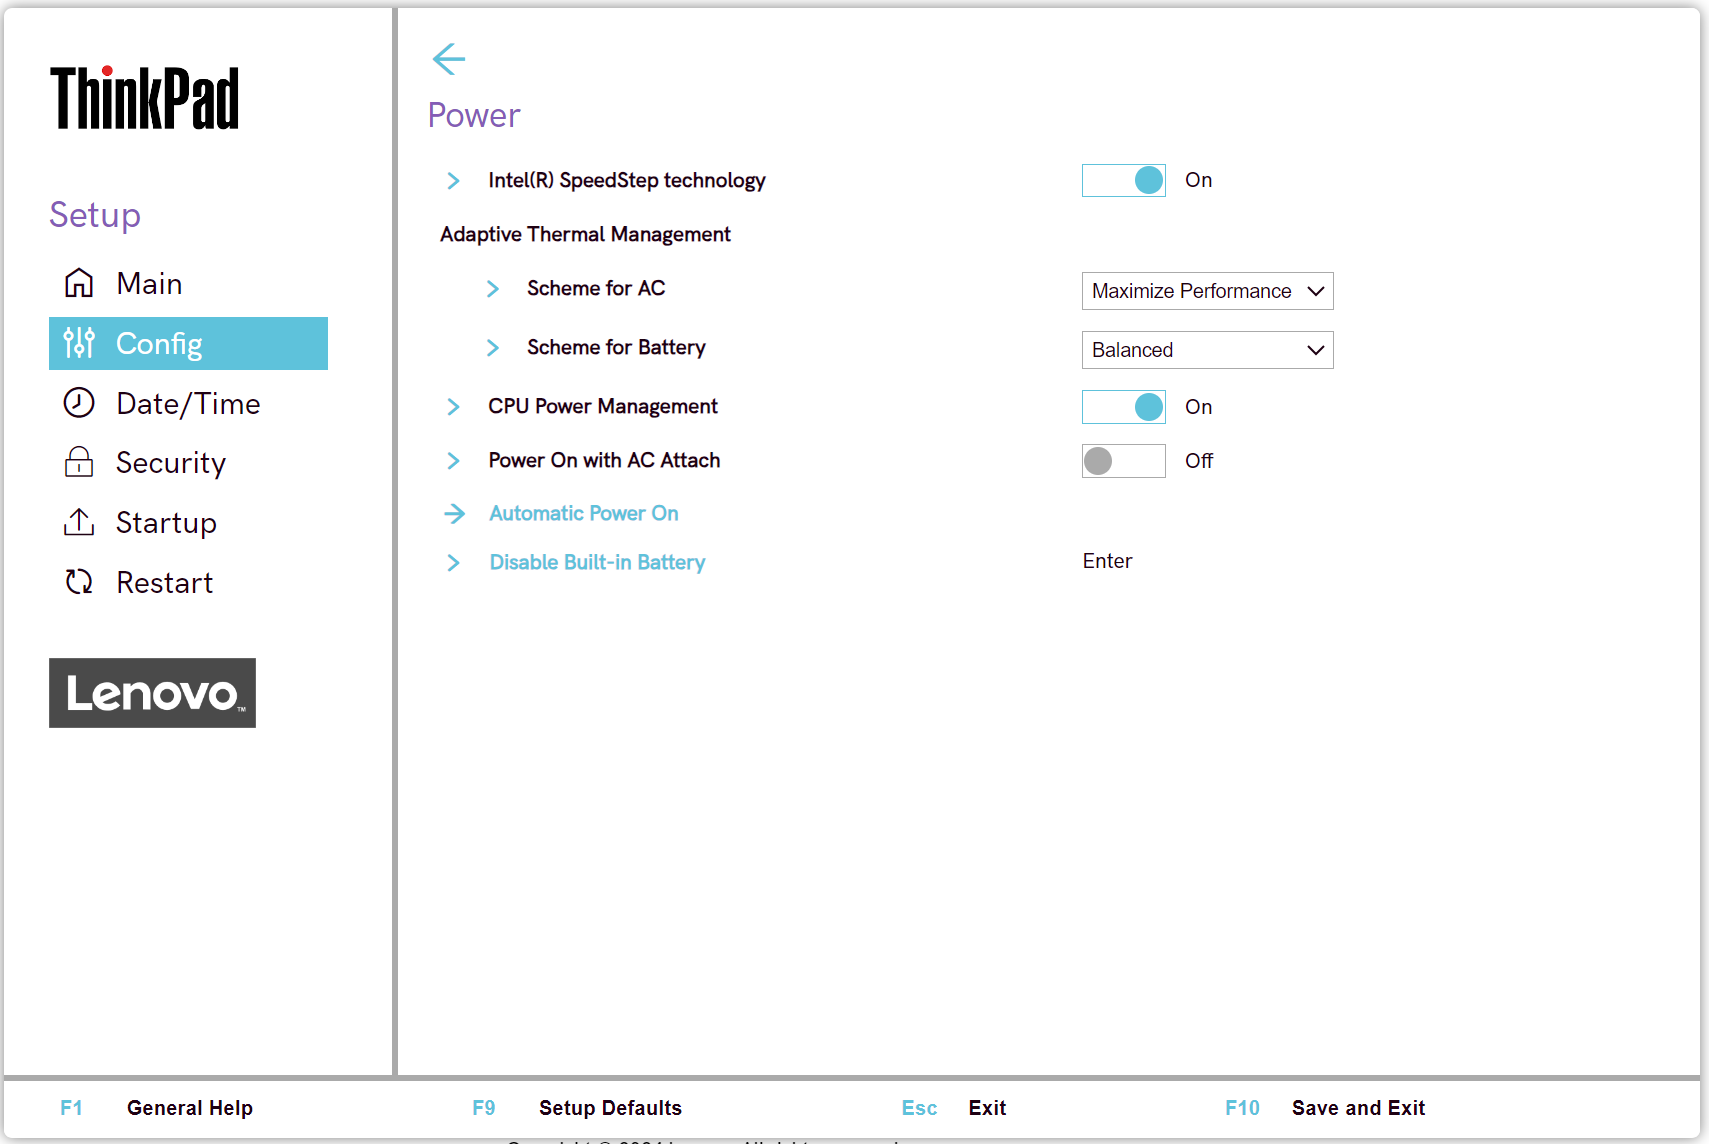 ThinkPad
Setup
Main
Config
Date/Time
Security
Startup
Restart
Lenovo™
Power
Intel(R) SpeedStep technology On
Adaptive Thermal Management
Scheme for AC Maximize Performance
Scheme for Battery Balanced
CPU Power Management On
Power On with AC Attach Off
Automatic Power On
Disable Built-in Battery Enter
F1 General Help F9 Setup Defaults Esc Exit F10 Save and Exit